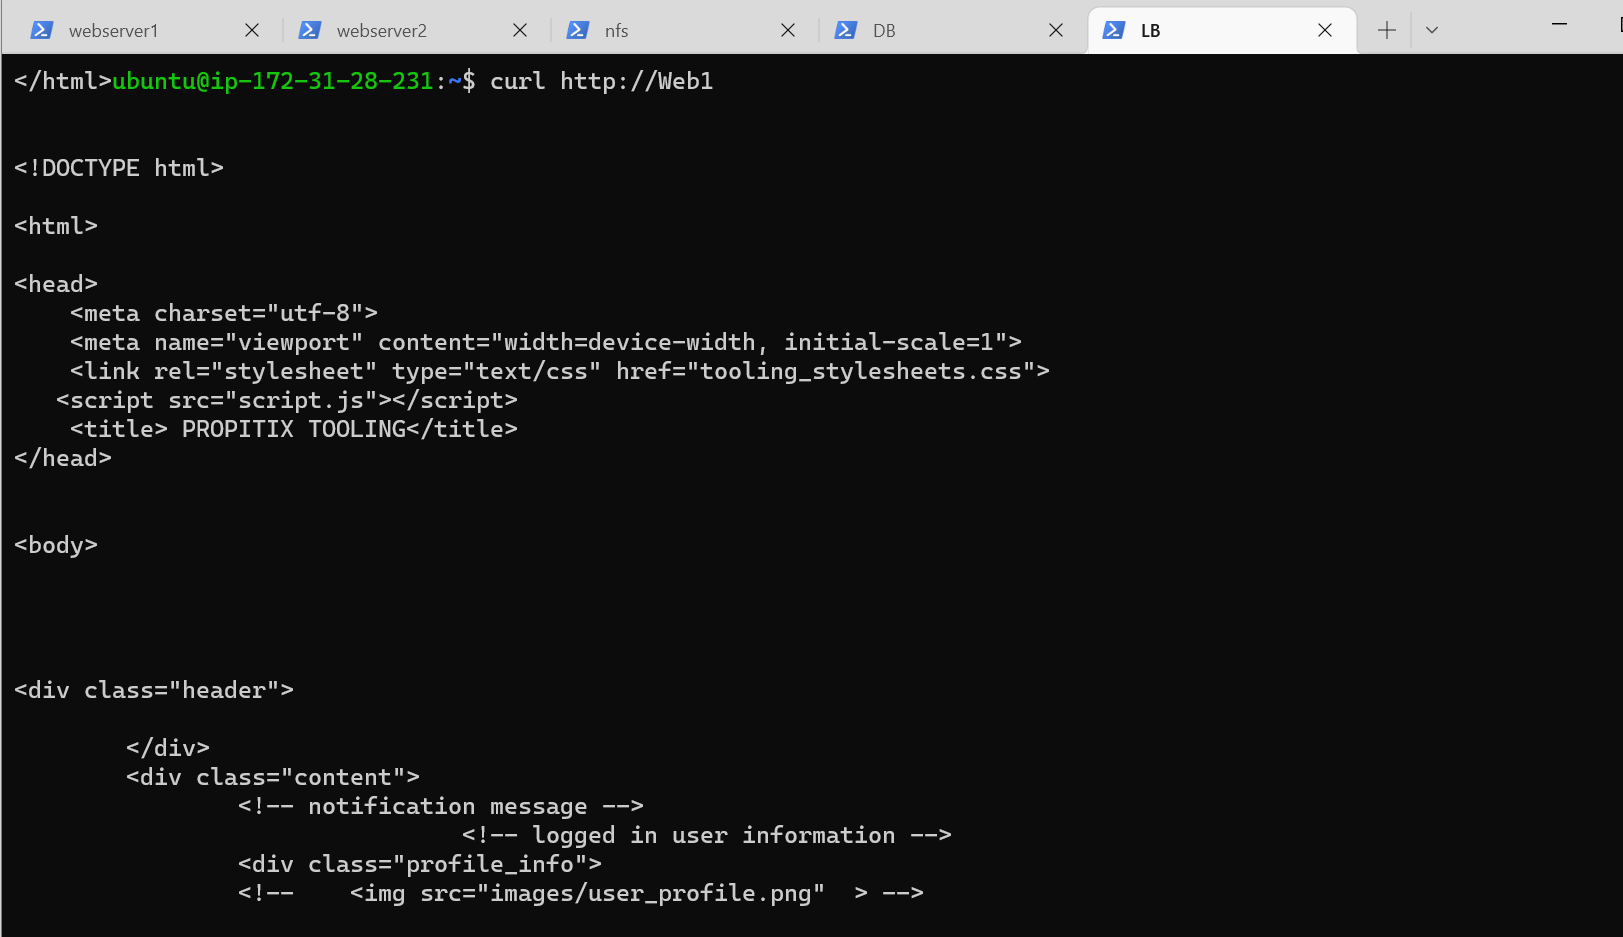 webserver1 webserver2 nfs DB LB
</html>ubuntu@ip-172-31-28-231:~$ curl http://Web1
<!DOCTYPE html>
<html>
<head>
    <meta charset="utf-8">
    <meta name="viewport" content="width=device-width, initial-scale=1">
    <link rel="stylesheet" type="text/css" href="tooling_stylesheets.css">
   <script src="script.js"></script>
    <title> PROPITIX TOOLING</title>
</head>
<body>
<div class="header">
        </div>
        <div class="content">
                <!-- notification message -->
                                <!-- logged in user information -->
                <div class="profile_info">
                <!--    <img src="images/user_profile.png"  > -->